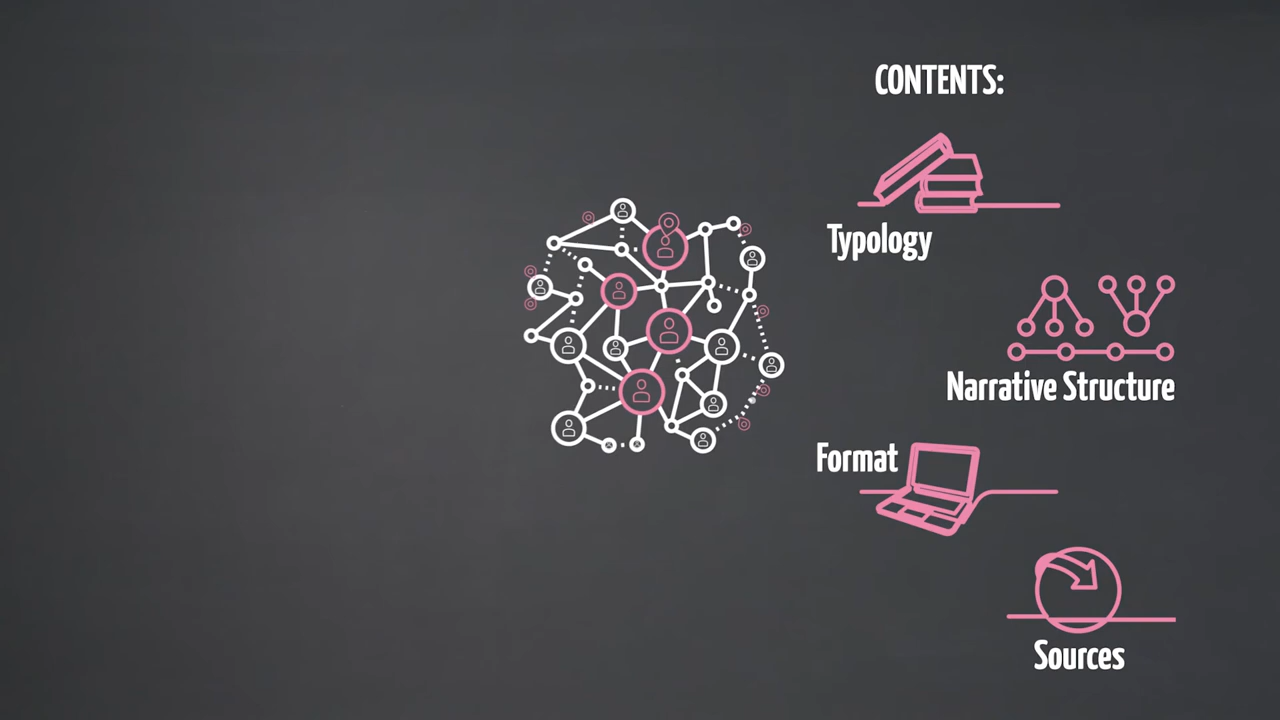 CONTENTS:
Typology
Narrative Structure
Format
Sources